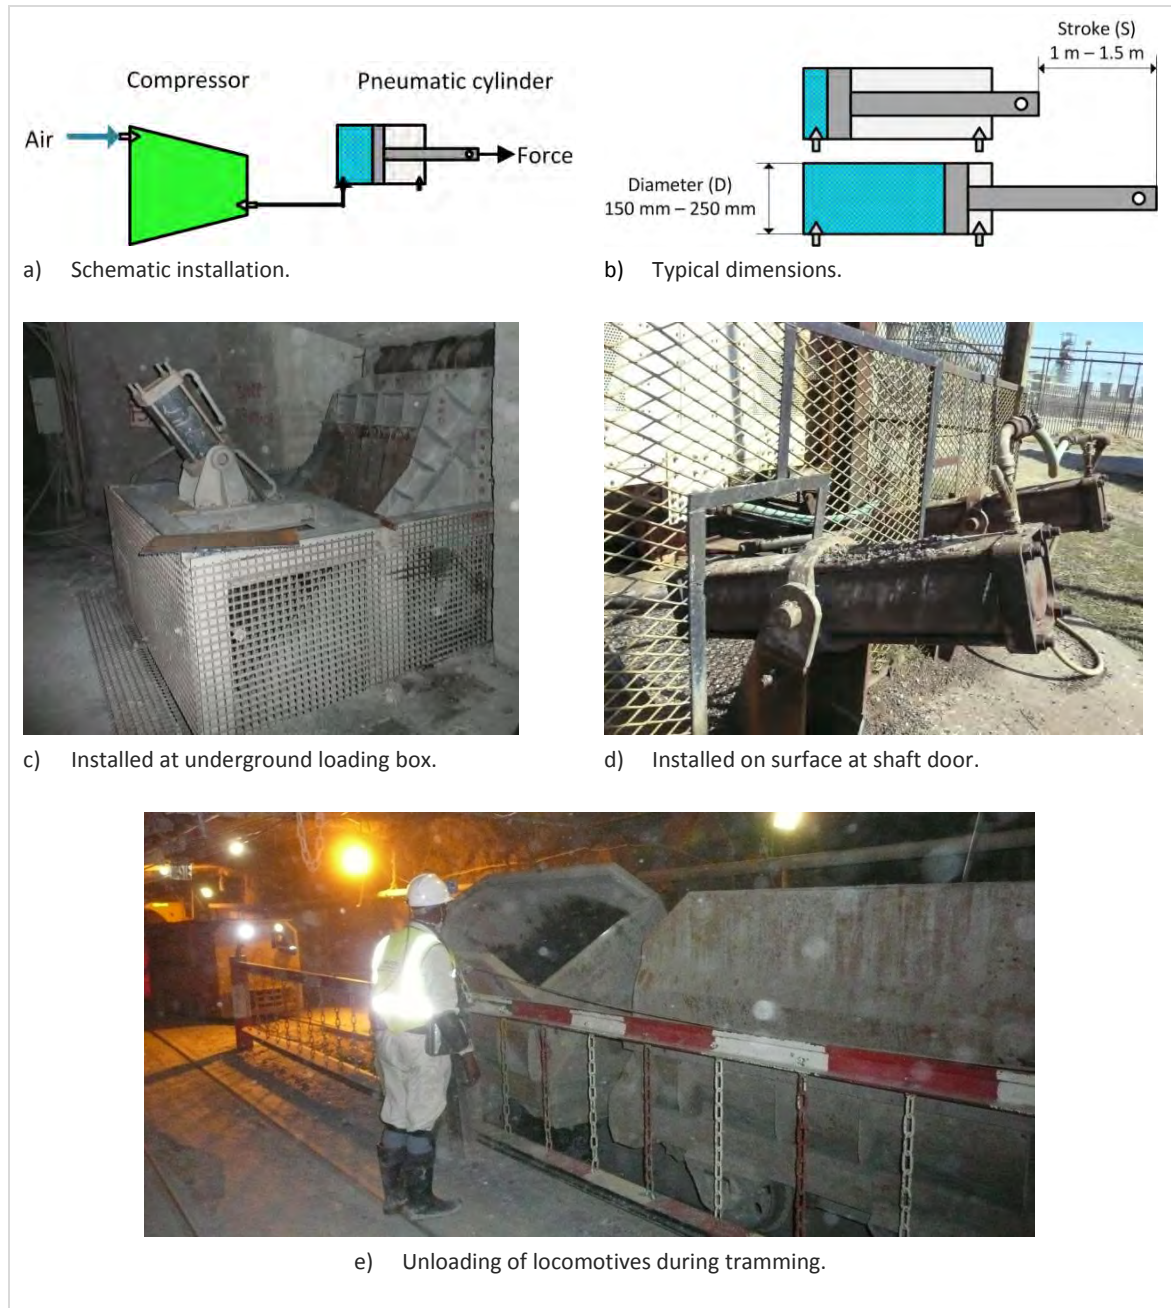 Compressor
Pneumatic cylinder
Air
Force
a) Schematic installation.
Stroke (S)
1 m – 1.5 m
Diameter (D)
150 mm – 250 mm
b) Typical dimensions.
c) Installed at underground loading box.
d) Installed on surface at shaft door.
e) Unloading of locomotives during tramming.